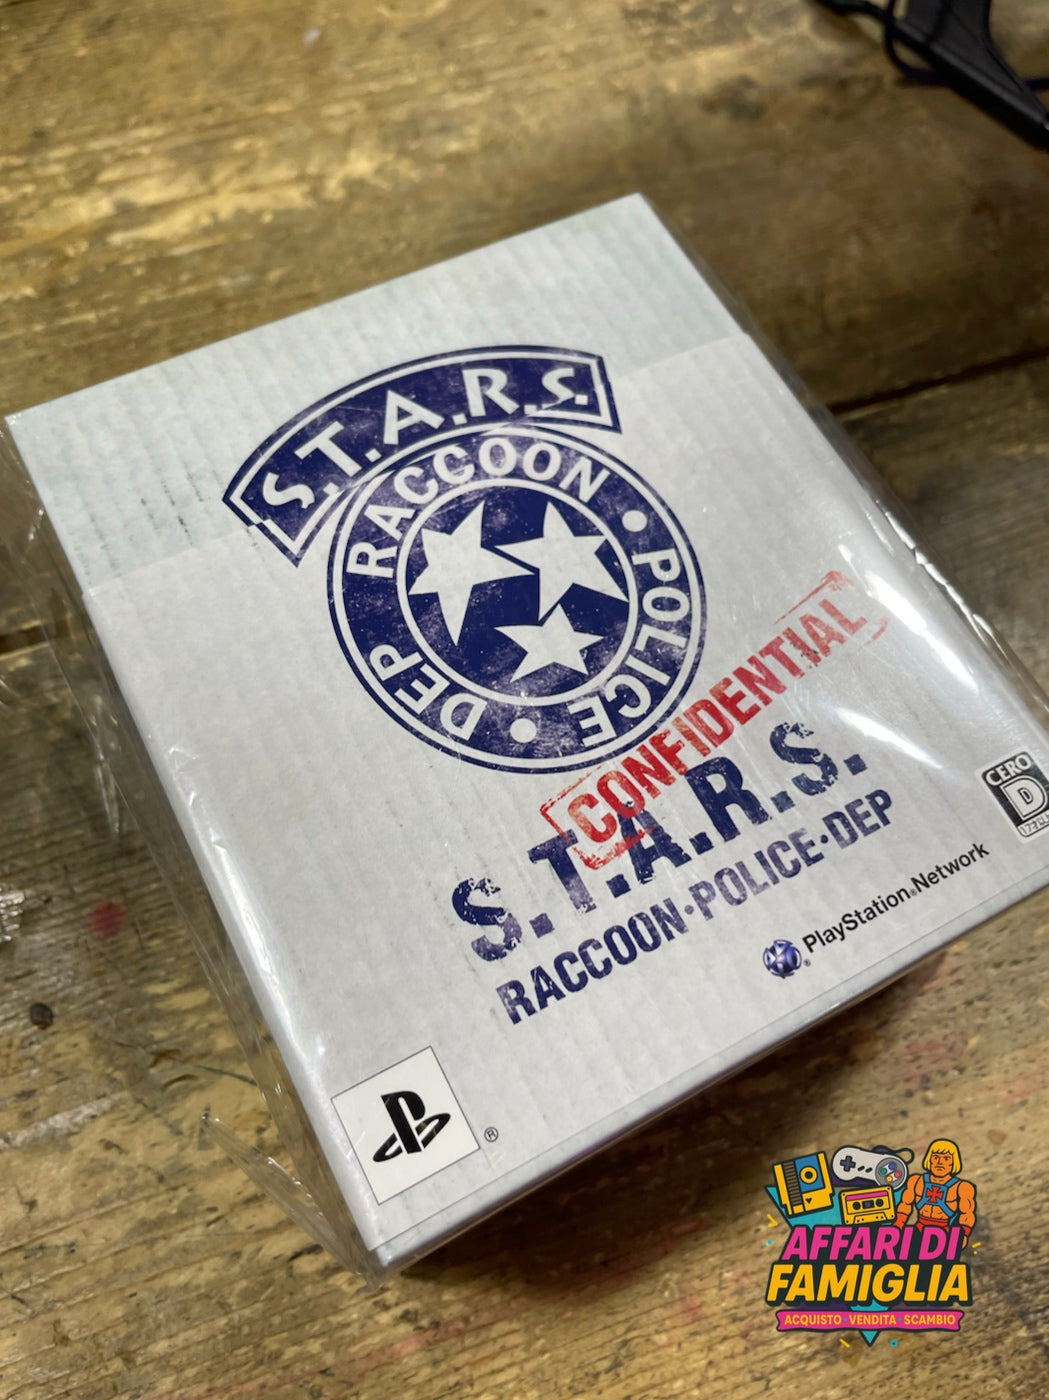 S.T.A.R.S.
RACCOON • POLICE • DEP
CONFIDENTIAL
S.T.A.R.S.
RACCOON·POLICE·DEP
CERO
D
PlayStation®Network
®
®
AFFARI DI
FAMIGLIA
ACQUISTO VENDITA SCAMBIO